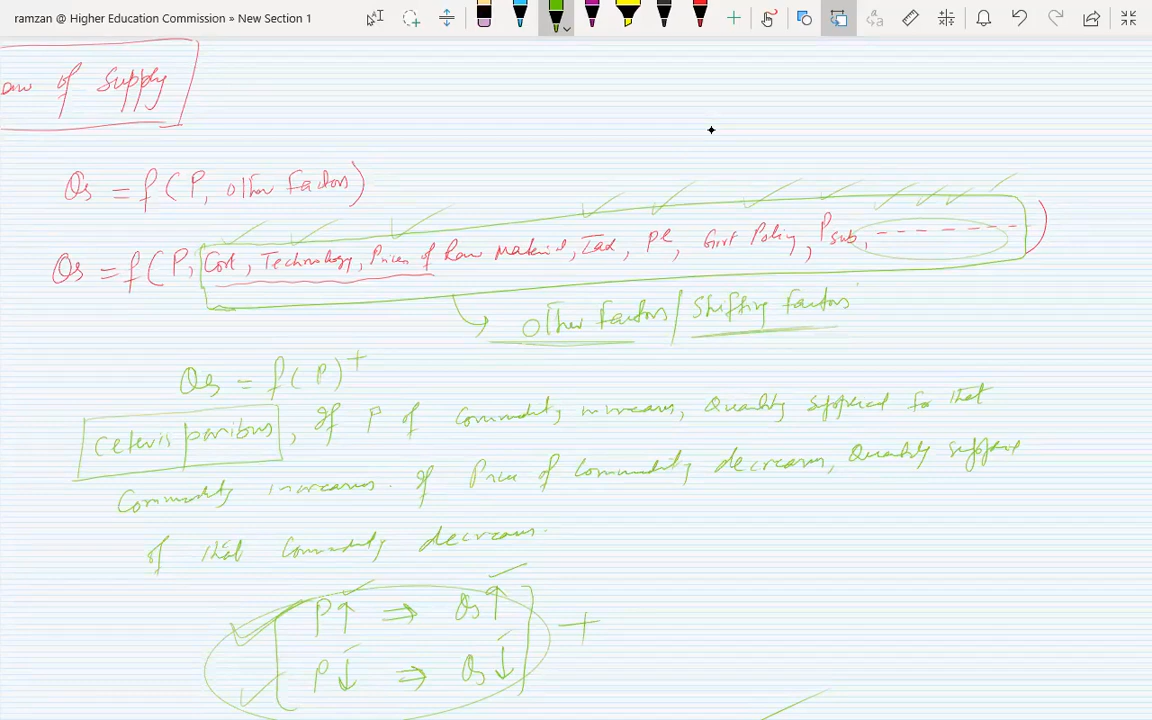 ramzan @ Higher Education Commission » New Section 1
of Supply
Qs = f(P, other factors)
Qs = f(P, Cost, Technology, Prices of Raw Material, Tax, Pe, Govt Policy, Psub, - - - - - - - -)
other factors/shifting factors
Qs = f(P)+
Ceteris paribus, If P of Commodity increases, Quantity supplied for that
Commodity increases. If Price of Commodity decreases, Quantity supplied
of that Commodity decreases.
P↑ ⇒ Qs↑
+
P↓ ⇒ Qs↓